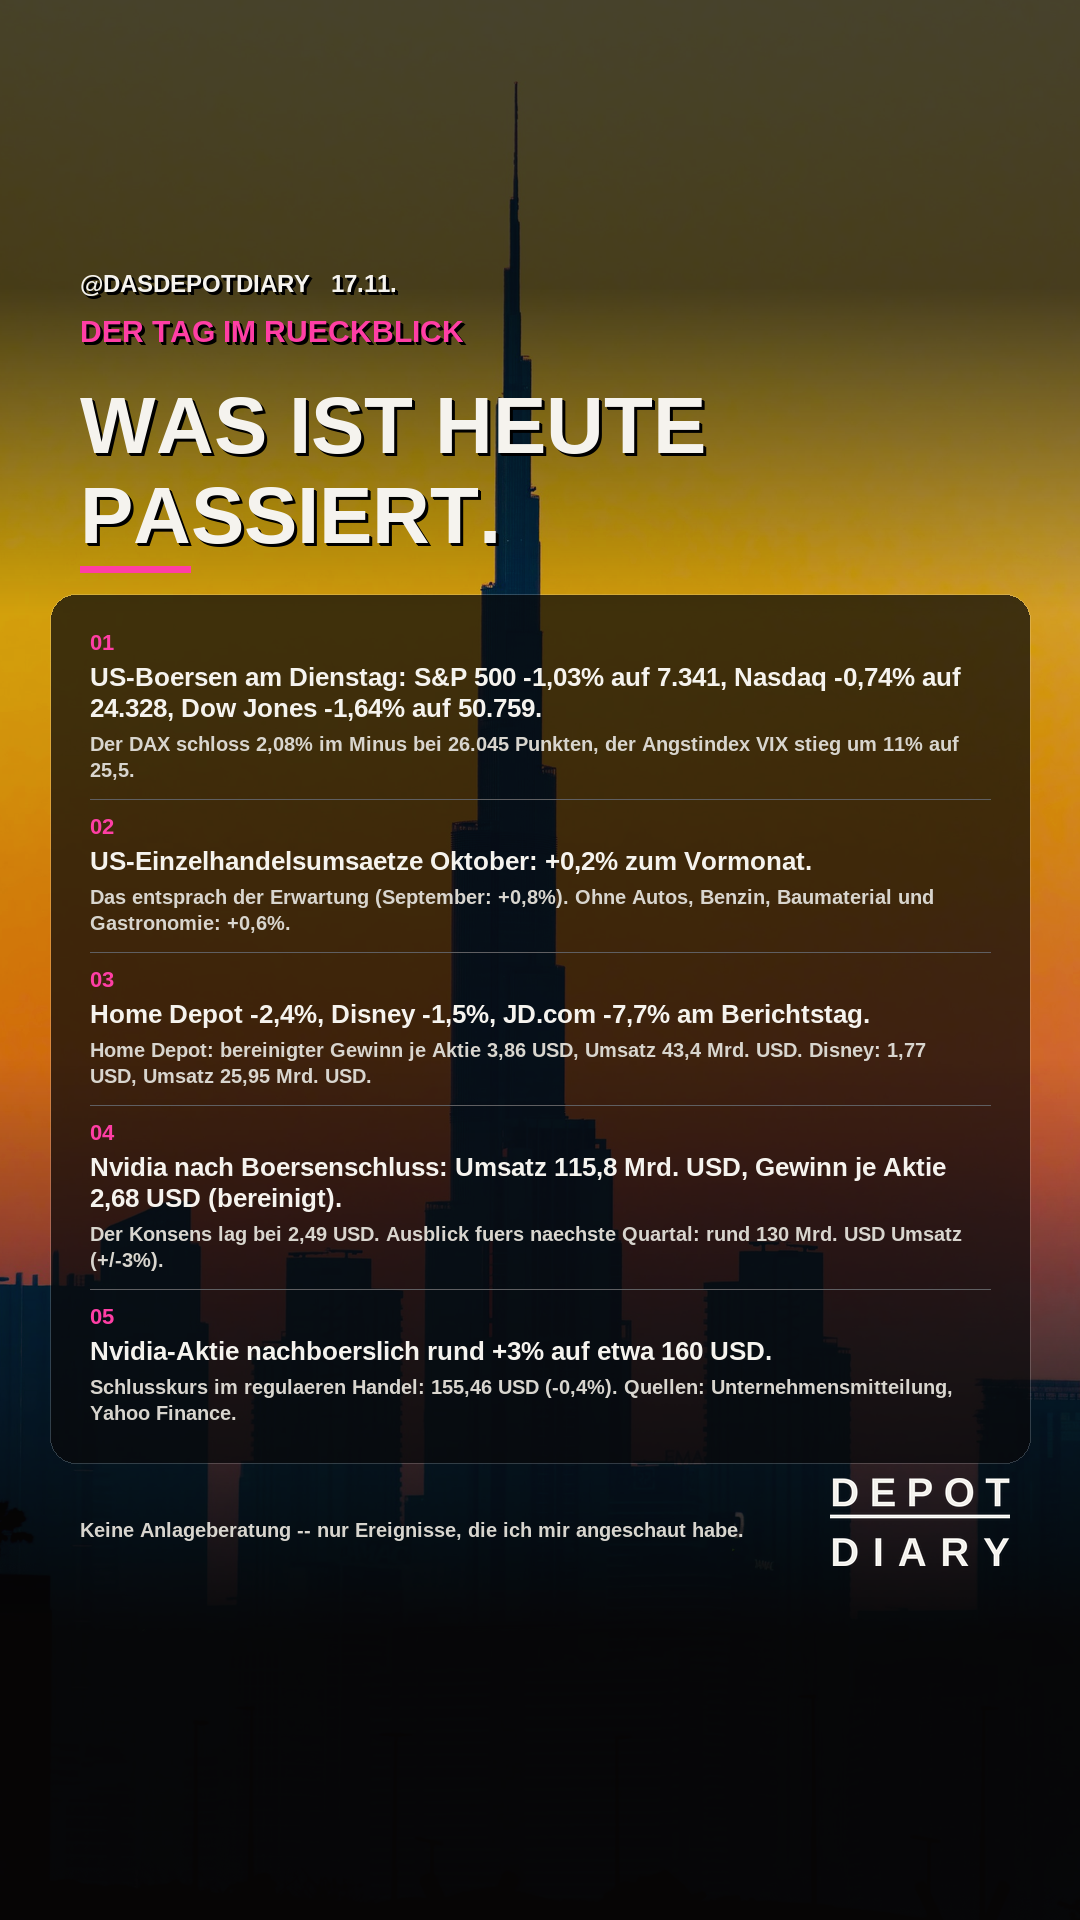 @DASDEPOTDIARY 17.11.
DER TAG IM RUECKBLICK
WAS IST HEUTE
PASSIERT.
01
US-Boersen am Dienstag: S&P 500 -1,03% auf 7.341, Nasdaq -0,74% auf
24.328, Dow Jones -1,64% auf 50.759.
Der DAX schloss 2,08% im Minus bei 26.045 Punkten, der Angstindex VIX stieg um 11% auf
25,5.
02
US-Einzelhandelsumsaetze Oktober: +0,2% zum Vormonat.
Das entsprach der Erwartung (September: +0,8%). Ohne Autos, Benzin, Baumaterial und
Gastronomie: +0,6%.
03
Home Depot -2,4%, Disney -1,5%, JD.com -7,7% am Berichtstag.
Home Depot: bereinigter Gewinn je Aktie 3,86 USD, Umsatz 43,4 Mrd. USD. Disney: 1,77
USD, Umsatz 25,95 Mrd. USD.
04
Nvidia nach Boersenschluss: Umsatz 115,8 Mrd. USD, Gewinn je Aktie
2,68 USD (bereinigt).
Der Konsens lag bei 2,49 USD. Ausblick fuers naechste Quartal: rund 130 Mrd. USD Umsatz
(+/-3%).
05
Nvidia-Aktie nachboerslich rund +3% auf etwa 160 USD.
Schlusskurs im regulaeren Handel: 155,46 USD (-0,4%). Quellen: Unternehmensmitteilung,
Yahoo Finance.
Keine Anlageberatung -- nur Ereignisse, die ich mir angeschaut habe.
DEPOT
DIARY